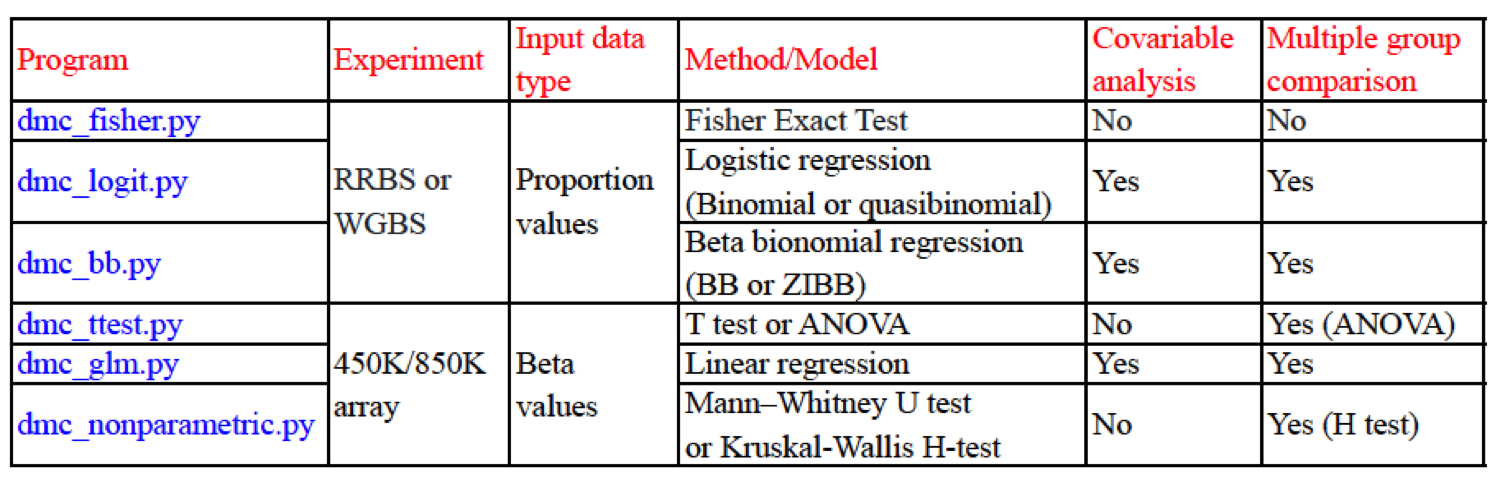 Program Experiment Input data type Method/Model Covariable analysis Multiple group comparison
dmc_fisher.py RRBS or WGBS Proportion values Fisher Exact Test No No
dmc_logit.py Logistic regression (Binomial or quasibinomial) Yes Yes
dmc_bb.py Beta bionomial regression (BB or ZIBB) Yes Yes
dmc_ttest.py 450K/850K array Beta values T test or ANOVA No Yes (ANOVA)
dmc_glm.py Linear regression Yes Yes
dmc_nonparametric.py Mann–Whitney U test or Kruskal-Wallis H-test No Yes (H test)